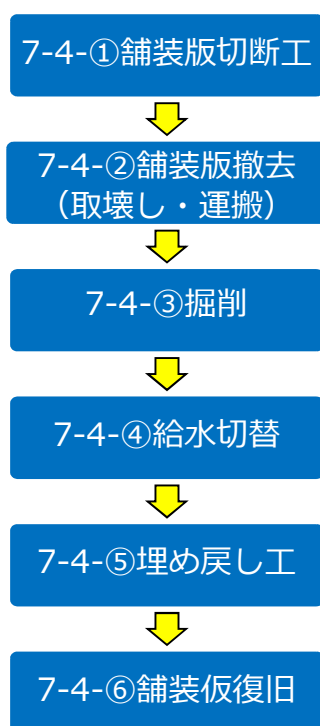 7-4-①舗装版切断工
7-4-②舗装版撤去
（取壊し・運搬）
7-4-③掘削
7-4-④給水切替
7-4-⑤埋め戻し工
7-4-⑥舗装仮復旧